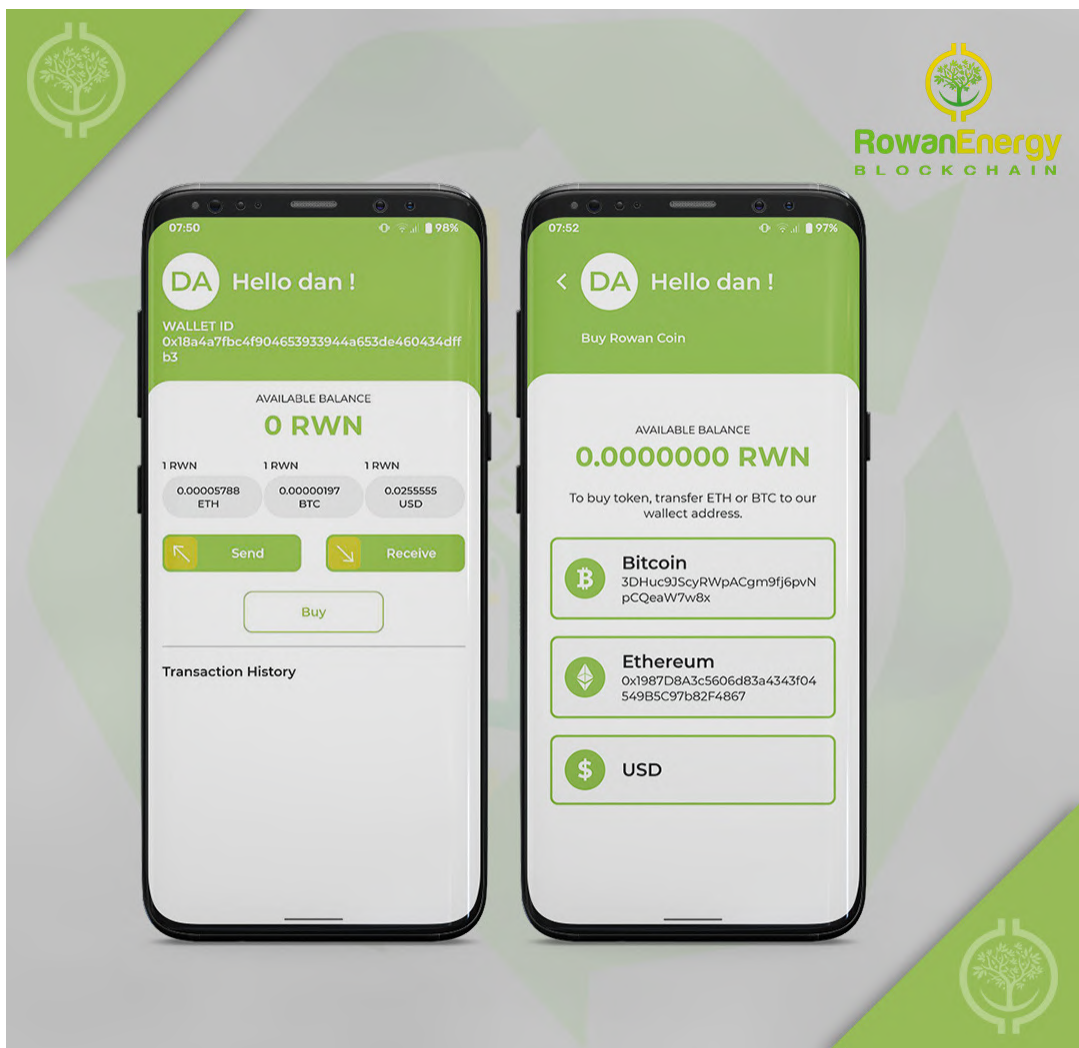 RowanEnergy
BLOCKCHAIN
07:50
98%
DA
Hello dan !
WALLET ID
0x18a4a7fbc4f904653933944a653de460434dff
b3
AVAILABLE BALANCE
0 RWN
1 RWN 1 RWN 1 RWN
0.00005788 0.00000197 0.0255555
ETH BTC USD
Send Receive
Buy
Transaction History
07:52
97%
DA
Hello dan !
Buy Rowan Coin
AVAILABLE BALANCE
0.0000000 RWN
To buy token, transfer ETH or BTC to our
wallect address.
Bitcoin
3DHuc9JScyRWpACgm9fj6pvN
pCQeaW7w8x
Ethereum
0x1987D8A3c5606d83a4343f04
549B5C97b82F4867
$ USD